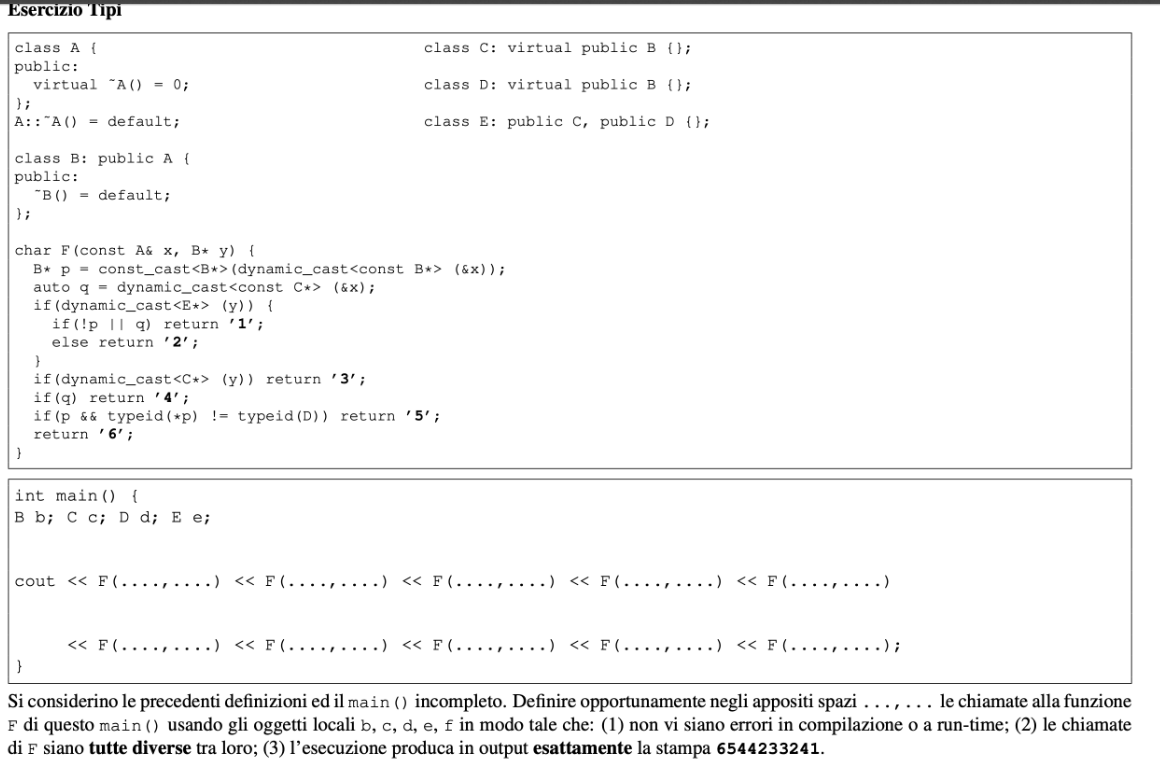 Esercizio Tipi
class A {                                class C: virtual public B {};
public:
  virtual ~A() = 0;                      class D: virtual public B {};
};
A::~A() = default;                       class E: public C, public D {};
class B: public A {
public:
  ~B() = default;
};
char F(const A& x, B* y) {
  B* p = const_cast<B*>(dynamic_cast<const B*> (&x));
  auto q = dynamic_cast<const C*> (&x);
  if(dynamic_cast<E*> (y)) {
    if(!p || q) return '1';
    else return '2';
  }
  if(dynamic_cast<C*> (y)) return '3';
  if(q) return '4';
  if(p && typeid(*p) != typeid(D)) return '5';
  return '6';
}
int main() {
B b; C c; D d; E e;
cout << F(....,....) << F(....,....) << F(....,....) << F(....,....) << F(....,....)
     << F(....,....) << F(....,....) << F(....,....) << F(....,....) << F(....,....);
}
Si considerino le precedenti definizioni ed il main() incompleto. Definire opportunamente negli appositi spazi ...,... le chiamate alla funzione
F di questo main() usando gli oggetti locali b, c, d, e, f in modo tale che: (1) non vi siano errori in compilazione o a run-time; (2) le chiamate
di F siano tutte diverse tra loro; (3) l'esecuzione produca in output esattamente la stampa 6544233241.